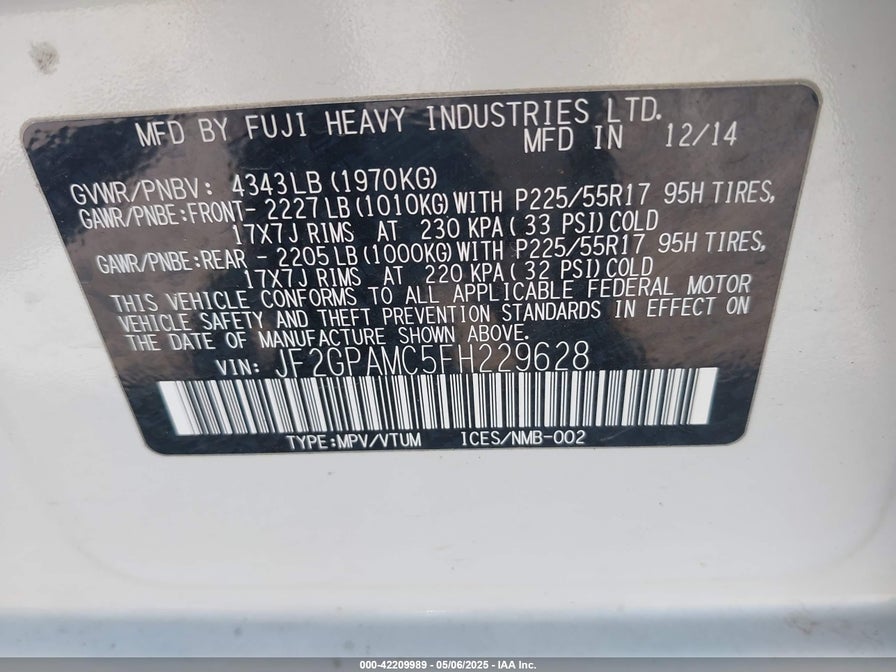 MFD BY FUJI HEAVY INDUSTRIES LTD.
MFD IN 12/14
GVWR/PNBV: 4343LB (1970KG)
GAWR/PNBE:FRONT- 2227LB (1010KG) WITH P225/55R17 95H TIRES,
17X7J RIMS AT 230 KPA (33 PSI) COLD
GAWR/PNBE:REAR - 2205LB (1000KG) WITH P225/55R17 95H TIRES,
17X7J RIMS AT 220 KPA (32 PSI) COLD
THIS VEHICLE CONFORMS TO ALL APPLICABLE FEDERAL MOTOR
VEHICLE SAFETY AND THEFT PREVENTION STANDARDS IN EFFECT ON
THE DATE OF MANUFACTURE SHOWN ABOVE.
VIN: JF2GPAMC5FH229628
TYPE:MPV/VTUM ICES/NMB-002
000-42209989 - 05/06/2025 - IAA Inc.